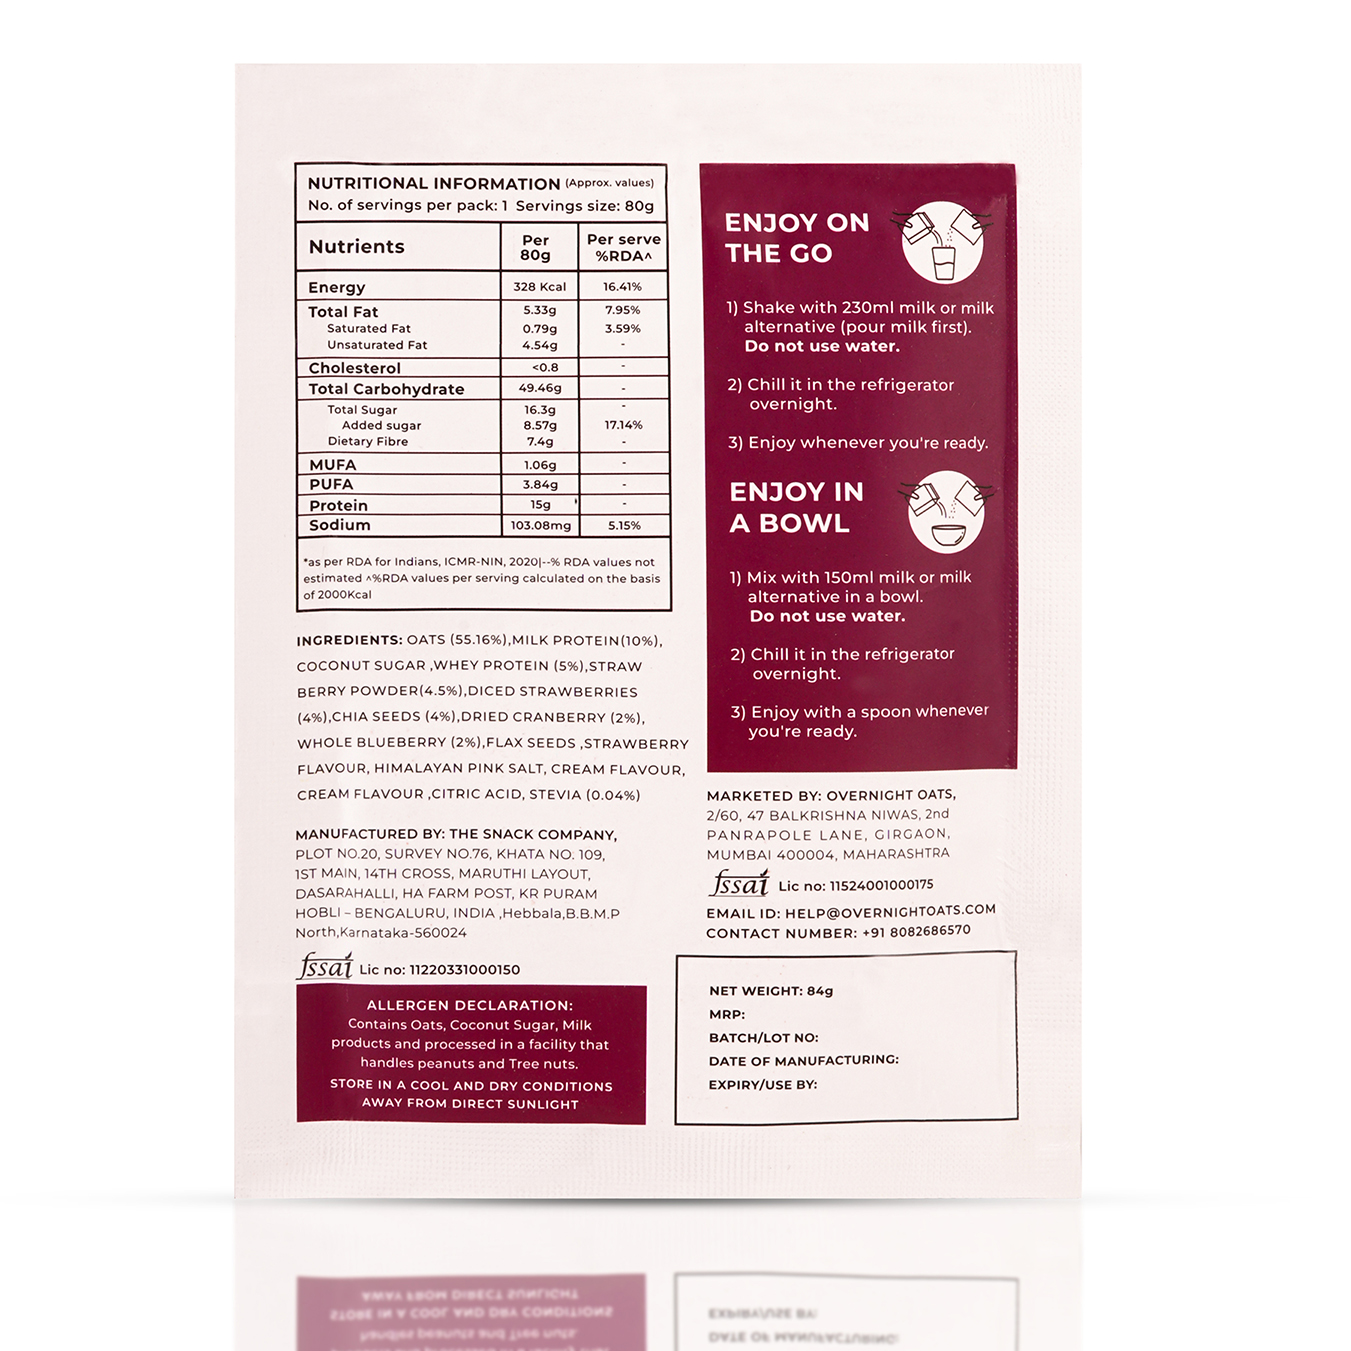 NUTRITIONAL INFORMATION (Approx. values)
No. of servings per pack: 1 Servings size: 80g
Nutrients Per 80g Per serve %RDA^
Energy 328 Kcal 16.41%
Total Fat 5.33g 7.95%
Saturated Fat 0.79g 3.59%
Unsaturated Fat 4.54g -
Cholesterol <0.8 -
Total Carbohydrate 49.46g -
Total Sugar 16.3g -
Added sugar 8.57g 17.14%
Dietary Fibre 7.4g -
MUFA 1.06g -
PUFA 3.84g -
Protein 15g -
Sodium 103.08mg 5.15%
*as per RDA for Indians, ICMR-NIN, 2020|--% RDA values not
estimated ^%RDA values per serving calculated on the basis
of 2000Kcal
INGREDIENTS: OATS (55.16%),MILK PROTEIN(10%),
COCONUT SUGAR ,WHEY PROTEIN (5%),STRAW
BERRY POWDER(4.5%),DICED STRAWBERRIES
(4%),CHIA SEEDS (4%),DRIED CRANBERRY (2%),
WHOLE BLUEBERRY (2%),FLAX SEEDS ,STRAWBERRY
FLAVOUR, HIMALAYAN PINK SALT, CREAM FLAVOUR,
CREAM FLAVOUR ,CITRIC ACID, STEVIA (0.04%)
MANUFACTURED BY: THE SNACK COMPANY,
PLOT NO.20, SURVEY NO.76, KHATA NO. 109,
1ST MAIN, 14TH CROSS, MARUTHI LAYOUT,
DASARAHALLI, HA FARM POST, KR PURAM
HOBLI – BENGALURU, INDIA ,Hebbala,B.B.M.P
North,Karnataka-560024
fssai Lic no: 11220331000150
ALLERGEN DECLARATION:
Contains Oats, Coconut Sugar, Milk
products and processed in a facility that
handles peanuts and Tree nuts.
STORE IN A COOL AND DRY CONDITIONS
AWAY FROM DIRECT SUNLIGHT
ENJOY ON
THE GO
1) Shake with 230ml milk or milk
alternative (pour milk first).
Do not use water.
2) Chill it in the refrigerator
overnight.
3) Enjoy whenever you're ready.
ENJOY IN
A BOWL
1) Mix with 150ml milk or milk
alternative in a bowl.
Do not use water.
2) Chill it in the refrigerator
overnight.
3) Enjoy with a spoon whenever
you're ready.
MARKETED BY: OVERNIGHT OATS,
2/60, 47 BALKRISHNA NIWAS, 2nd
PANRAPOLE LANE, GIRGAON,
MUMBAI 400004, MAHARASHTRA
fssai Lic no: 11524001000175
EMAIL ID: HELP@OVERNIGHTOATS.COM
CONTACT NUMBER: +91 8082686570
NET WEIGHT: 84g
MRP:
BATCH/LOT NO:
DATE OF MANUFACTURING:
EXPIRY/USE BY: